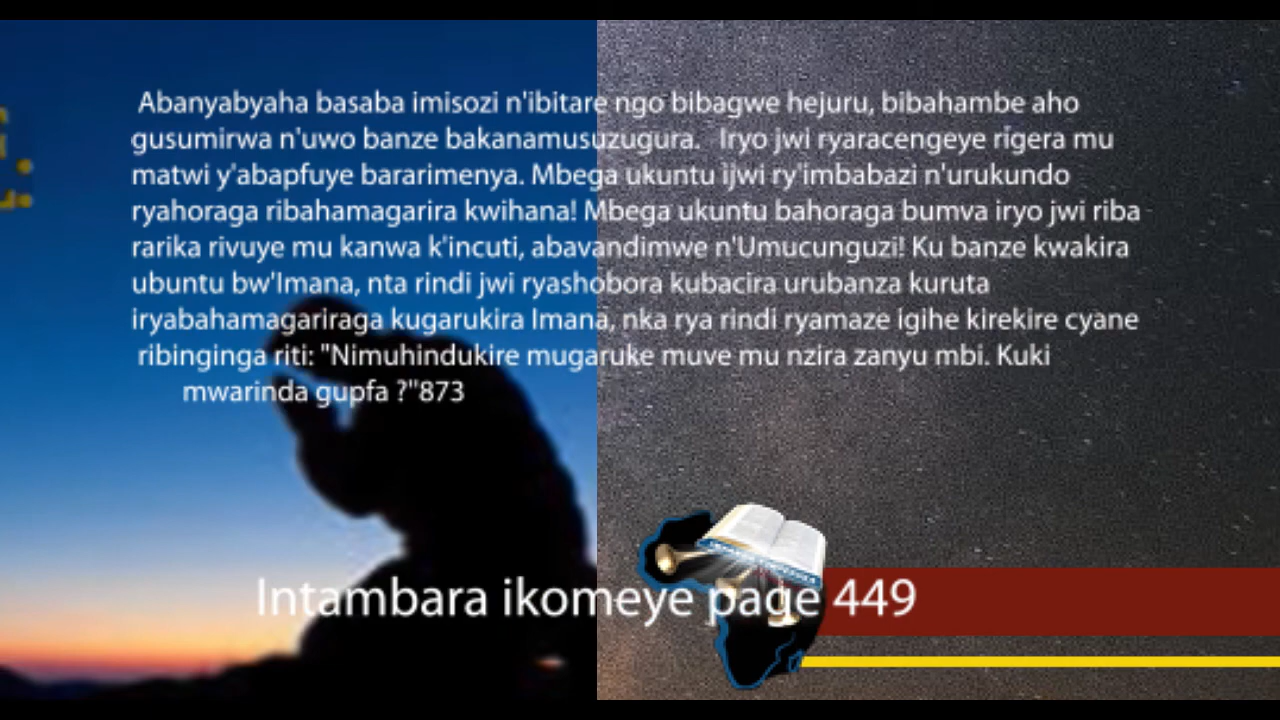 Abanyabyaha basaba imisozi n'ibitare ngo bibagwe hejuru, bibahambe aho
gusumirwa n'uwo banze bakanamusuzugura. Iryo jwi ryaracengeye rigera mu
matwi y'abapfuye bararimenya. Mbega ukuntu ijwi ry'imbabazi n'urukundo
ryahoraga ribahamagarira kwihana! Mbega ukuntu bahoraga bumva iryo jwi riba
rarika rivuye mu kanwa k'incuti, abavandimwe n'Umucunguzi! Ku banze kwakira
ubuntu bw'Imana, nta rindi jwi ryashobora kubacira urubanza kuruta
iryabahamagariraga kugarukira Imana, nka rya rindi ryamaze igihe kirekire cyane
ribinginga riti: "Nimuhindukire mugaruke muve mu nzira zanyu mbi. Kuki
mwarinda gupfa ?"873
Intambara ikomeye page 449